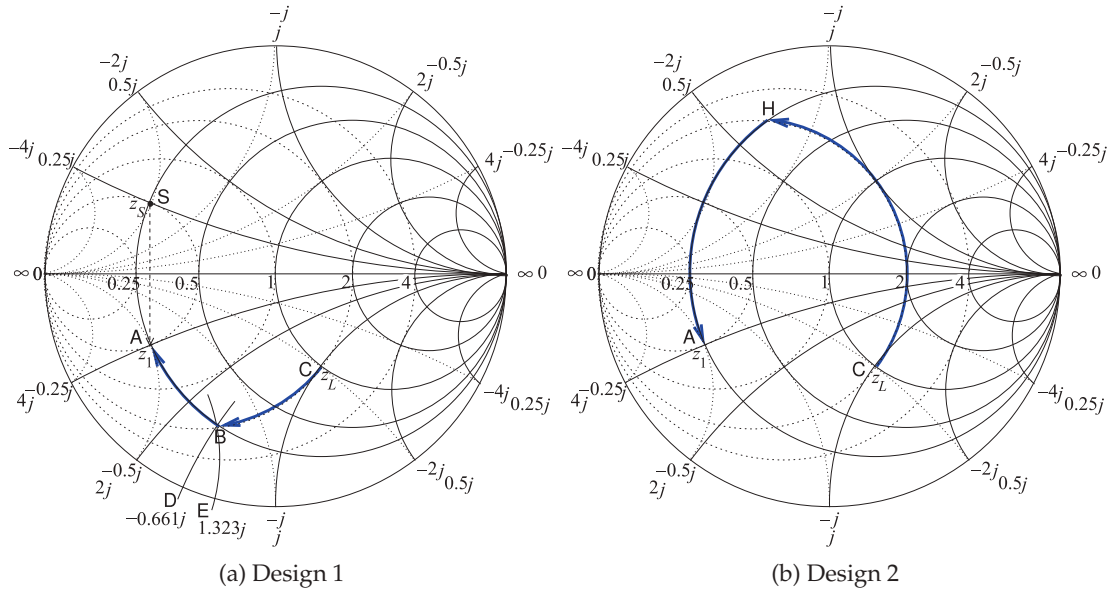 −j
j
−2j
0.5j
−0.5j
2j
−4j
0.25j
4j
−0.25j
S
z_S
∞ 0
0.25
0.5
1
2
4
∞ 0
A
z_1
C
z_L
B
−0.25j
4j
−4j
0.25j
−0.5j
2j
−2j
0.5j
D
−0.661j
E
1.323j
−j
j
(a) Design 1
−j
j
−2j
0.5j
−0.5j
2j
H
−4j
0.25j
4j
−0.25j
∞ 0
0.25
0.5
1
2
4
∞ 0
A
z_1
C
z_L
−0.25j
4j
−4j
0.25j
−0.5j
2j
−2j
0.5j
−j
j
(b) Design 2